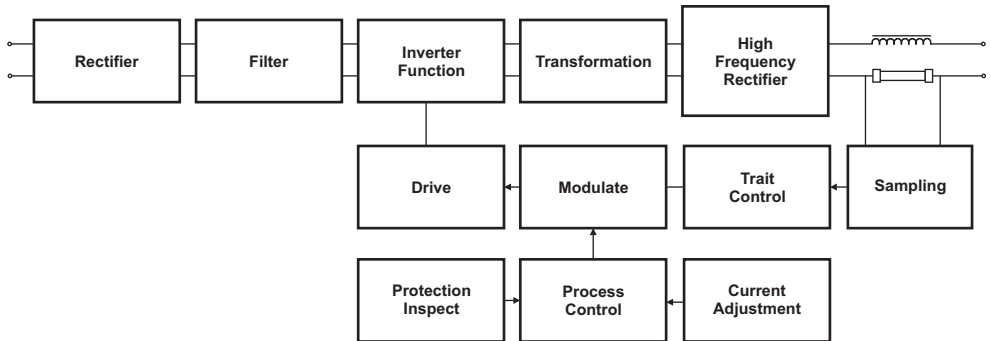 Rectifier
Filter
Inverter
Function
Transformation
High
Frequency
Rectifier
Drive
Modulate
Trait
Control
Sampling
Protection
Inspect
Process
Control
Current
Adjustment